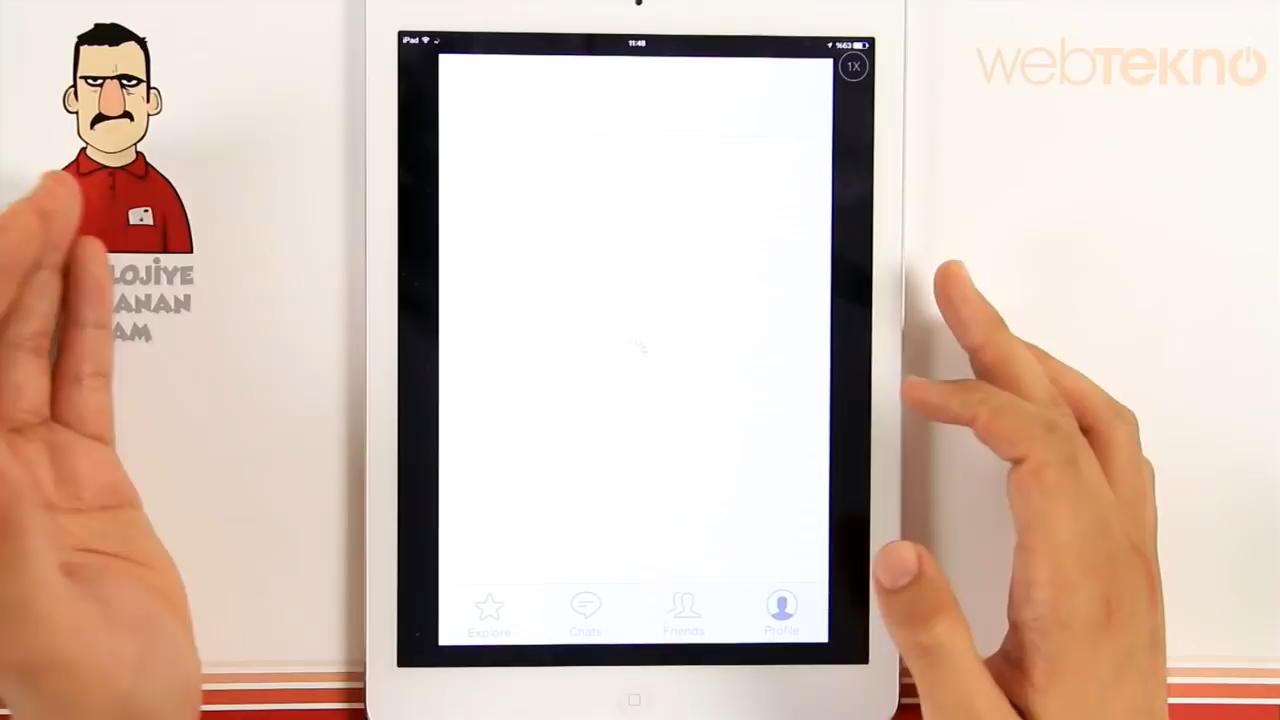 iPad 11:48 %63
1X
webTekno
LOJİYE
ANAN
AM
Explore Chats Friends Profile